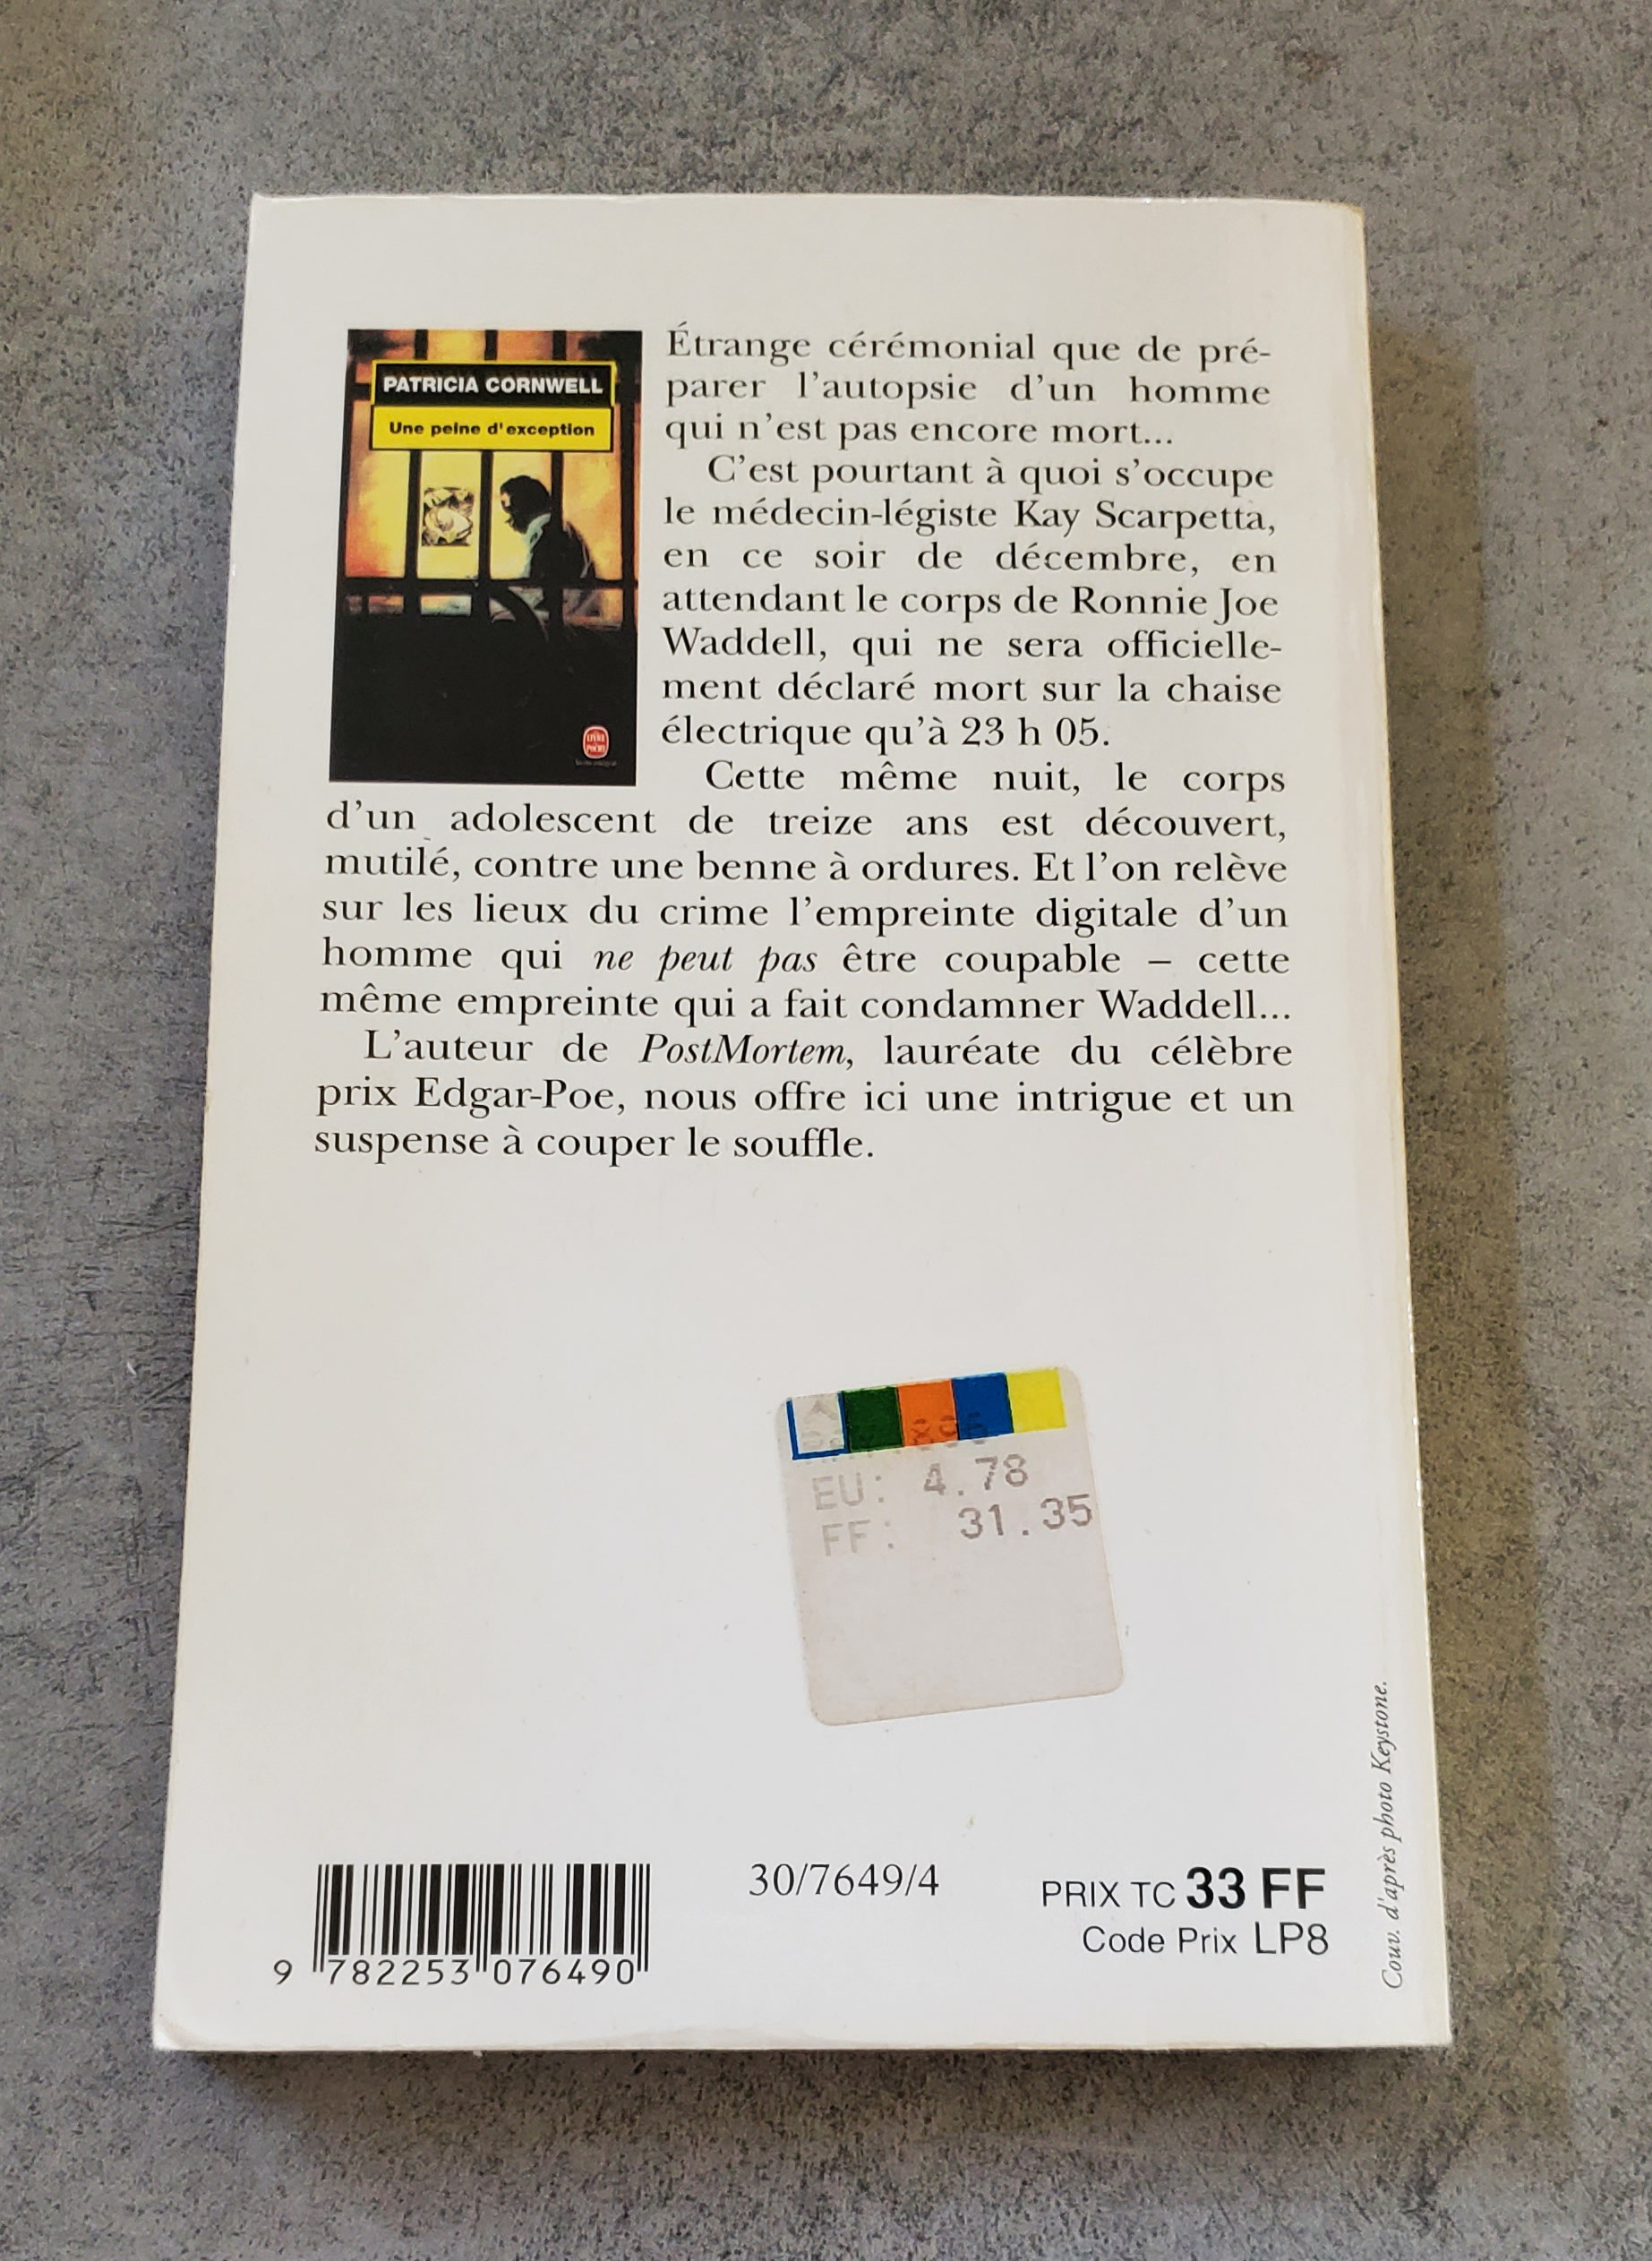 PATRICIA CORNWELL
Une peine d'exception
LIVRE
POCHE
Étrange cérémonial que de pré-
parer l'autopsie d'un homme
qui n'est pas encore mort...
C'est pourtant à quoi s'occupe
le médecin-légiste Kay Scarpetta,
en ce soir de décembre, en
attendant le corps de Ronnie Joe
Waddell, qui ne sera officielle-
ment déclaré mort sur la chaise
électrique qu'à 23 h 05.
Cette même nuit, le corps
d'un adolescent de treize ans est découvert,
mutilé, contre une benne à ordures. Et l'on relève
sur les lieux du crime l'empreinte digitale d'un
homme qui ne peut pas être coupable – cette
même empreinte qui a fait condamner Waddell...
L'auteur de PostMortem, lauréate du célèbre
prix Edgar-Poe, nous offre ici une intrigue et un
suspense à couper le souffle.
EU: 4.78
FF: 31.35
9 782253 076490
30/7649/4
PRIX TC 33 FF
Code Prix LP8
Couv. d'après photo Keystone.